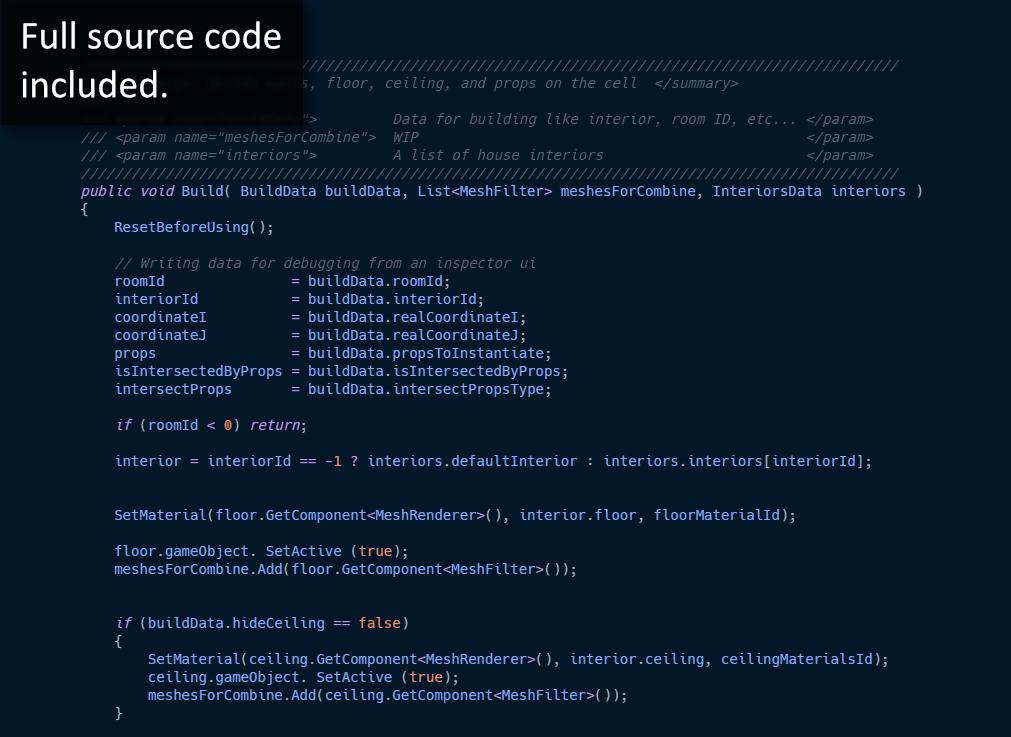 Full source code
included.
//////////////////////////////////////////////////////////////////////////////////////
, floor, ceiling, and props on the cell  </summary>
/// <param name="buildData">         Data for building like interior, room ID, etc... </param>
/// <param name="meshesForCombine">  WIP                                              </param>
/// <param name="interiors">         A list of house interiors                        </param>
/////////////////////////////////////////////////////////////////////////////////////////////////
public void Build( BuildData buildData, List<MeshFilter> meshesForCombine, InteriorsData interiors )
{
    ResetBeforeUsing();
    // Writing data for debugging from an inspector ui
    roomId               = buildData.roomId;
    interiorId           = buildData.interiorId;
    coordinateI          = buildData.realCoordinateI;
    coordinateJ          = buildData.realCoordinateJ;
    props                = buildData.propsToInstantiate;
    isIntersectedByProps = buildData.isIntersectedByProps;
    intersectProps       = buildData.intersectPropsType;
    if (roomId < 0) return;
    interior = interiorId == -1 ? interiors.defaultInterior : interiors.interiors[interiorId];
    SetMaterial(floor.GetComponent<MeshRenderer>(), interior.floor, floorMaterialId);
    floor.gameObject. SetActive (true);
    meshesForCombine.Add(floor.GetComponent<MeshFilter>());
    if (buildData.hideCeiling == false)
    {
        SetMaterial(ceiling.GetComponent<MeshRenderer>(), interior.ceiling, ceilingMaterialsId);
        ceiling.gameObject. SetActive (true);
        meshesForCombine.Add(ceiling.GetComponent<MeshFilter>());
    }